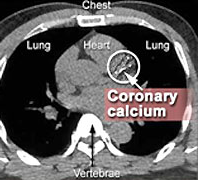 Chest
Lung Heart Lung
Coronary
calcium
Vertebrae